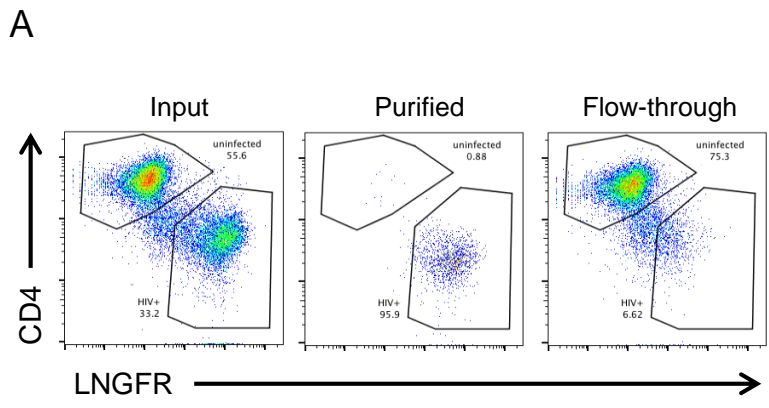 A
Input
Purified
Flow-through
uninfected
55.6
HIV+
33.2
uninfected
0.88
HIV+
95.9
uninfected
75.3
HIV+
6.62
CD4
LNGFR